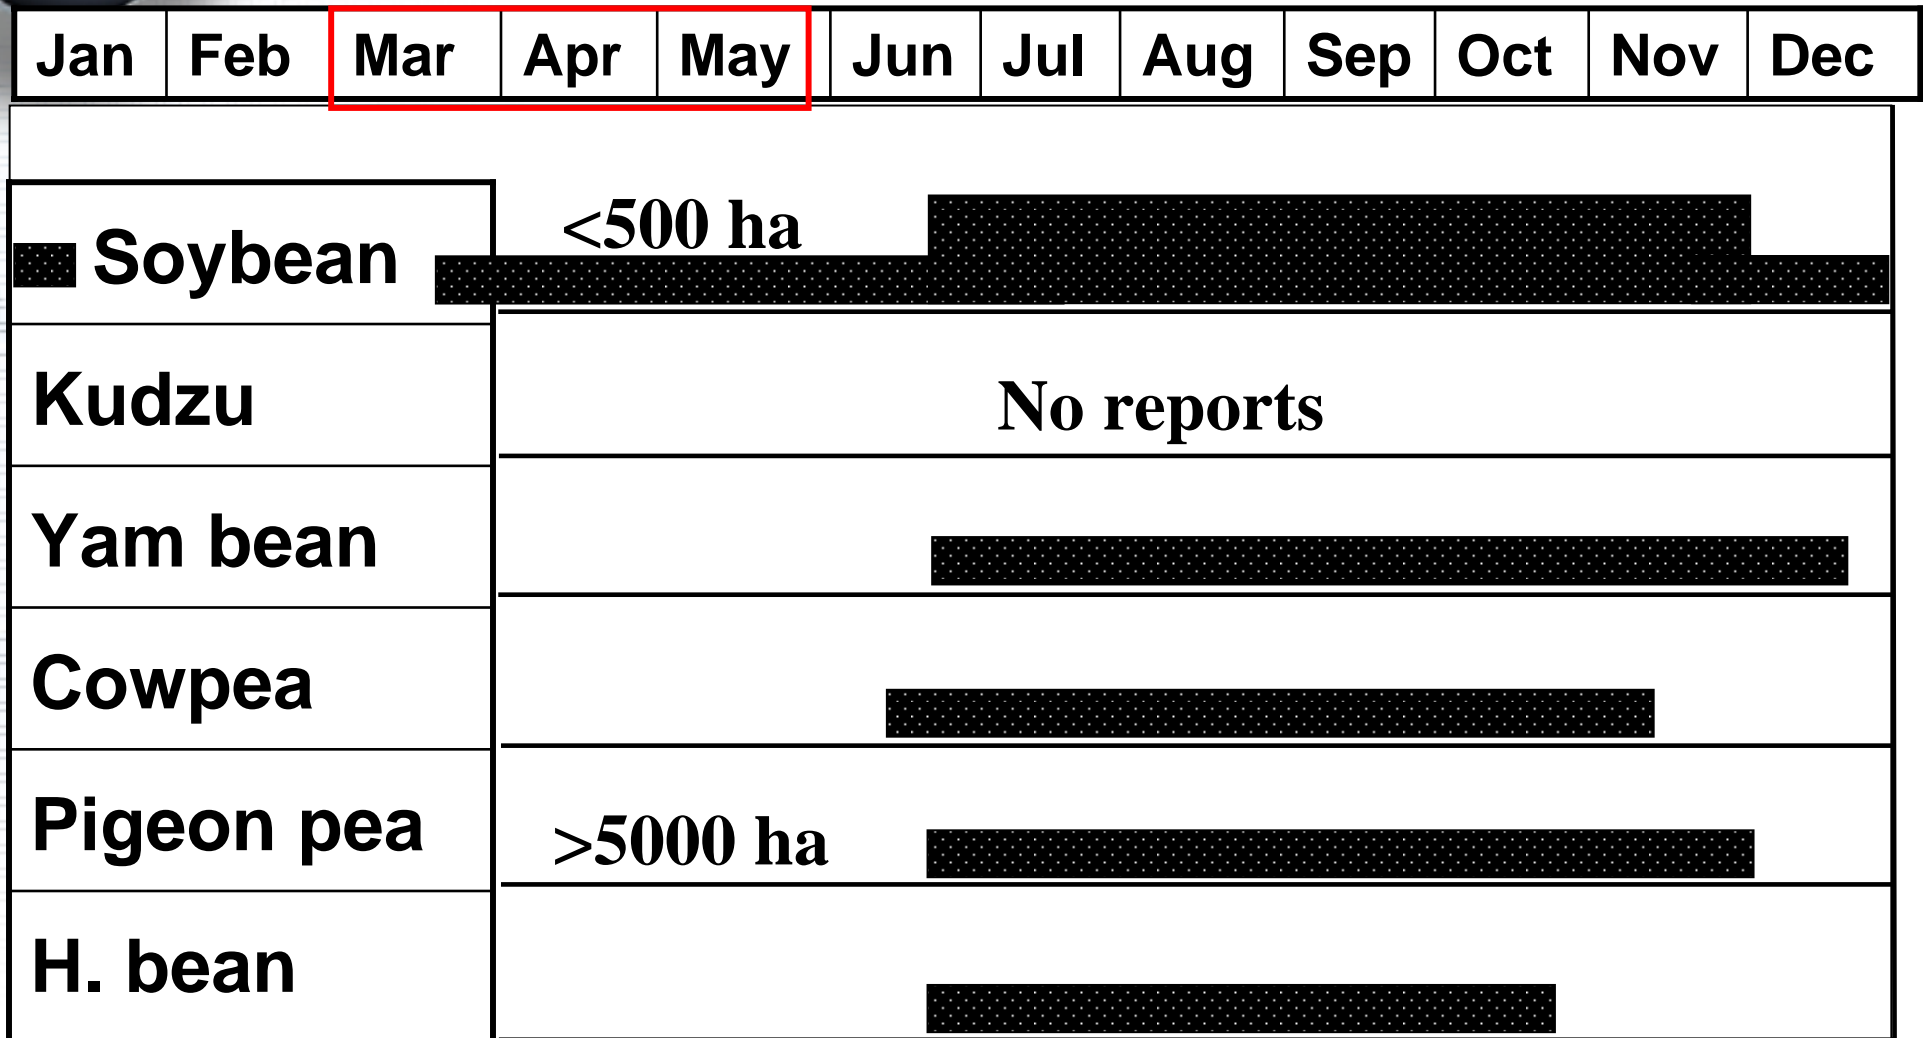 Jan Feb Mar Apr May Jun Jul Aug Sep Oct Nov Dec
Soybean <500 ha
Kudzu No reports
Yam bean
Cowpea
Pigeon pea >5000 ha
H. bean